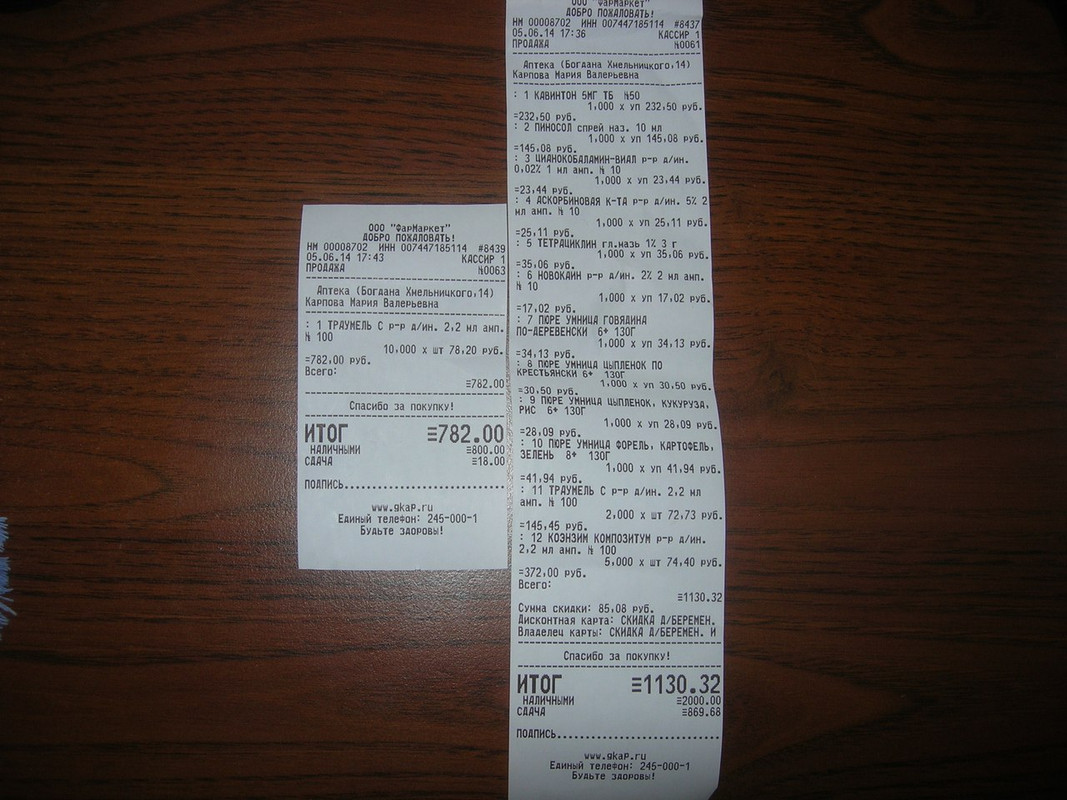 ООО "ФарМаркет"
ДОБРО ПОЖАЛОВАТЬ!
НМ 00008702 ИНН 007447185114 #8439
05.06.14 17:43 КАССИР 1
ПРОДАЖА №0063
Аптека (Богдана Хмельницкого,14)
Карпова Мария Валерьевна
: 1 ТРАУМЕЛЬ С р-р д/ин. 2,2 мл амп.
№ 100
10,000 х шт 78,20 руб.
=782,00 руб.
Всего:
≡782.00
Спасибо за покупку!
ИТОГ ≡782.00
НАЛИЧНЫМИ ≡800.00
СДАЧА ≡18.00
ПОДПИСЬ..............................
www.gkap.ru
Единый телефон: 245-000-1
Будьте здоровы!
ООО "ФарМаркет"
ДОБРО ПОЖАЛОВАТЬ!
НМ 00008702 ИНН 007447185114 #8437
05.06.14 17:36 КАССИР 1
ПРОДАЖА №0061
Аптека (Богдана Хмельницкого,14)
Карпова Мария Валерьевна
: 1 КАВИНТОН 5МГ ТБ №50
1,000 х уп 232,50 руб.
=232,50 руб.
: 2 ПИНОСОЛ спрей наз. 10 мл
1,000 х уп 145,08 руб.
=145,08 руб.
: 3 ЦИАНОКОБАЛАМИН-ВИАЛ р-р д/ин.
0,02% 1 мл амп. № 10
1,000 х уп 23,44 руб.
=23,44 руб.
: 4 АСКОРБИНОВАЯ К-ТА р-р д/ин. 5% 2
мл амп. № 10
1,000 х уп 25,11 руб.
=25,11 руб.
: 5 ТЕТРАЦИКЛИН гл.мазь 1% 3 г
1,000 х уп 35,06 руб.
=35,06 руб.
: 6 НОВОКАИН р-р д/ин. 2% 2 мл амп.
№ 10
1,000 х уп 17,02 руб.
=17,02 руб.
: 7 ПЮРЕ УМНИЦА ГОВЯДИНА
ПО-ДЕРЕВЕНСКИ 6+ 130Г
1,000 х уп 34,13 руб.
=34,13 руб.
: 8 ПЮРЕ УМНИЦА ЦЫПЛЕНОК ПО
КРЕСТЬЯНСКИ 6+ 130Г
1,000 х уп 30,50 руб.
=30,50 руб.
: 9 ПЮРЕ УМНИЦА ЦЫПЛЕНОК, КУКУРУЗА,
РИС 6+ 130Г
1,000 х уп 28,09 руб.
=28,09 руб.
: 10 ПЮРЕ УМНИЦА ФОРЕЛЬ, КАРТОФЕЛЬ,
ЗЕЛЕНЬ 8+ 130Г
1,000 х уп 41,94 руб.
=41,94 руб.
: 11 ТРАУМЕЛЬ С р-р д/ин. 2,2 мл
амп. № 100
2,000 х шт 72,73 руб.
=145,45 руб.
: 12 КОЭНЗИМ КОМПОЗИТУМ р-р д/ин.
2,2 мл амп. № 100
5,000 х шт 74,40 руб.
=372,00 руб.
Всего:
≡1130.32
Сумма скидки: 85,08 руб.
Дисконтная карта: СКИДКА Д/БЕРЕМЕН.
Владелец карты: СКИДКА Д/БЕРЕМЕН. И
Спасибо за покупку!
ИТОГ ≡1130.32
НАЛИЧНЫМИ ≡2000.00
СДАЧА ≡869.68
ПОДПИСЬ..............................
www.gkap.ru
Единый телефон: 245-000-1
Будьте здоровы!